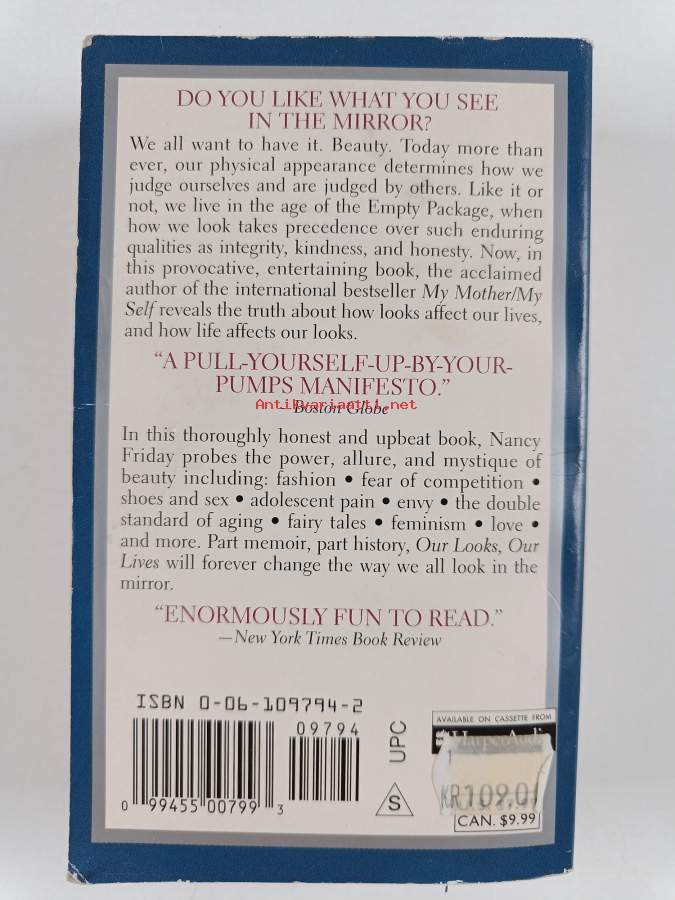 DO YOU LIKE WHAT YOU SEE
IN THE MIRROR?
We all want to have it. Beauty. Today more than
ever, our physical appearance determines how we
judge ourselves and are judged by others. Like it or
not, we live in the age of the Empty Package, when
how we look takes precedence over such enduring
qualities as integrity, kindness, and honesty. Now, in
this provocative, entertaining book, the acclaimed
author of the international bestseller My Mother/My
Self reveals the truth about how looks affect our lives,
and how life affects our looks.
“A PULL-YOURSELF-UP-BY-YOUR-
PUMPS MANIFESTO.”
—Boston Globe
Antikvariaatti.net
In this thoroughly honest and upbeat book, Nancy
Friday probes the power, allure, and mystique of
beauty including: fashion • fear of competition •
shoes and sex • adolescent pain • envy • the double
standard of aging • fairy tales • feminism • love •
and more. Part memoir, part history, Our Looks, Our
Lives will forever change the way we all look in the
mirror.
“ENORMOUSLY FUN TO READ.”
—New York Times Book Review
ISBN 0-06-109794-2
09794
UPC
0 99455 00799 3
S
AVAILABLE ON CASSETTE FROM
HarperAudio
1
KR109.0
CAN. $9.99